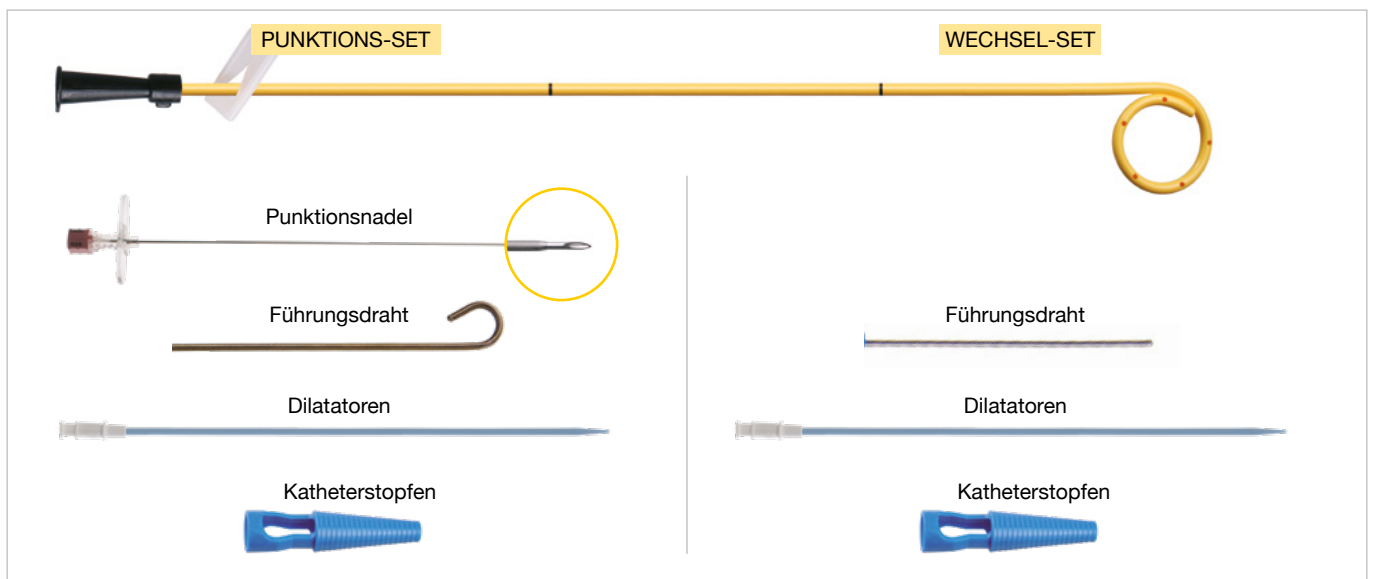 PUNKTIONS-SET
WECHSEL-SET
Punktionsnadel
Führungsdraht
Führungsdraht
Dilatatoren
Dilatatoren
Katheterstopfen
Katheterstopfen